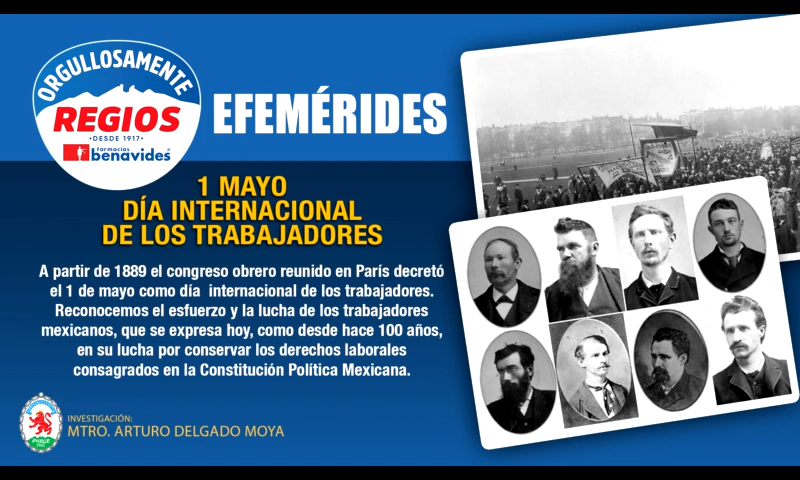 ORGULLOSAMENTE
REGIOS
•DESDE 1917•
farmacias
benavides
EFEMÉRIDES
1 MAYO
DÍA INTERNACIONAL
DE LOS TRABAJADORES
A partir de 1889 el congreso obrero reunido en París decretó
el 1 de mayo como día internacional de los trabajadores.
Reconocemos el esfuerzo y la lucha de los trabajadores
mexicanos, que se expresa hoy, como desde hace 100 años,
en su lucha por conservar los derechos laborales
consagrados en la Constitución Política Mexicana.
INVESTIGACIÓN:
MTRO. ARTURO DELGADO MOYA